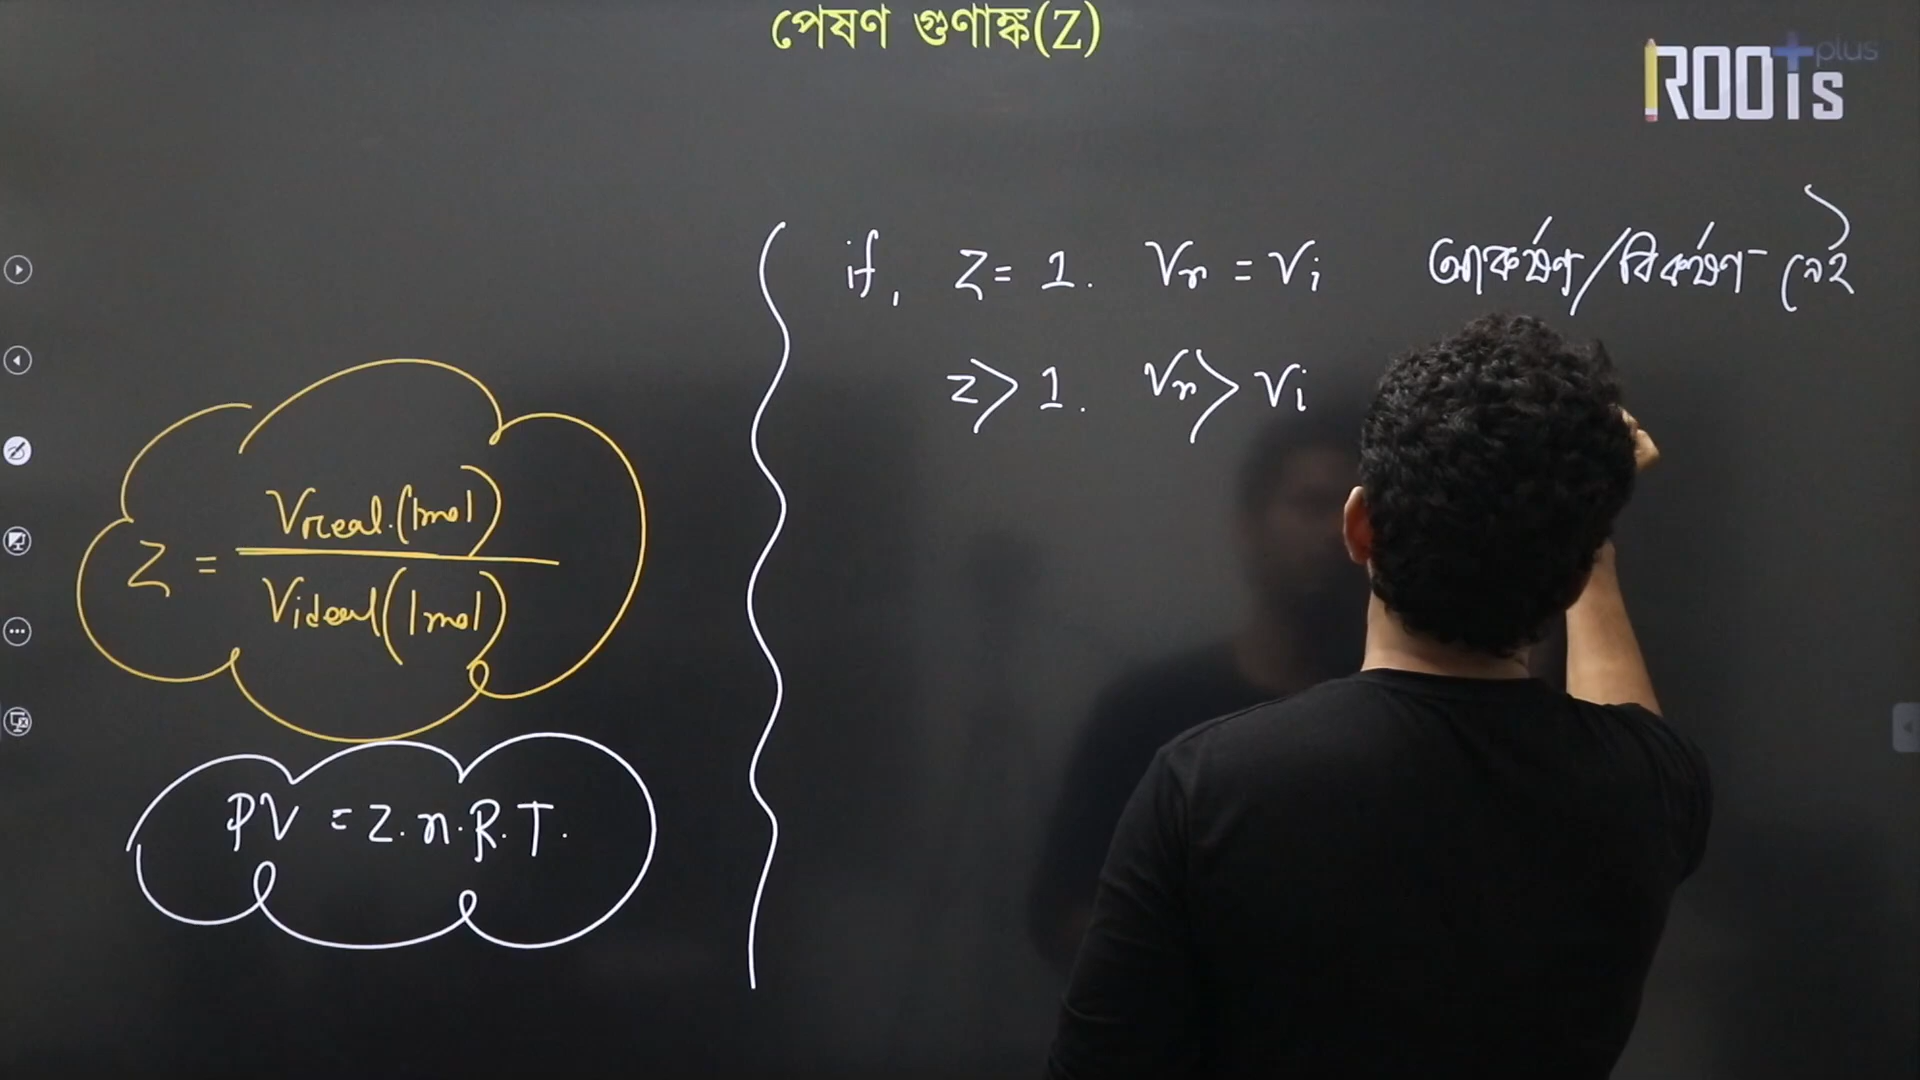 পেষণ গুণাঙ্ক(Z)
plus
ROOTs
if, Z = 1. Vr = Vi আকর্ষণ/বিকর্ষণ নেই
Z > 1. Vr > Vi
Z = Vreal.(1mol)
Videal(1mol)
PV = Z.n.R.T.